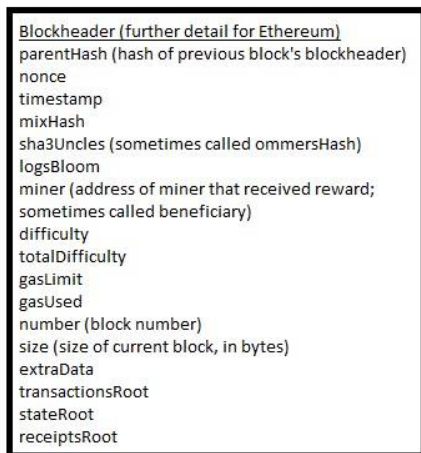 Blockheader (further detail for Ethereum)
parentHash (hash of previous block's blockheader)
nonce
timestamp
mixHash
sha3Uncles (sometimes called ommersHash)
logsBloom
miner (address of miner that received reward;
sometimes called beneficiary)
difficulty
totalDifficulty
gasLimit
gasUsed
number (block number)
size (size of current block, in bytes)
extraData
transactionsRoot
stateRoot
receiptsRoot